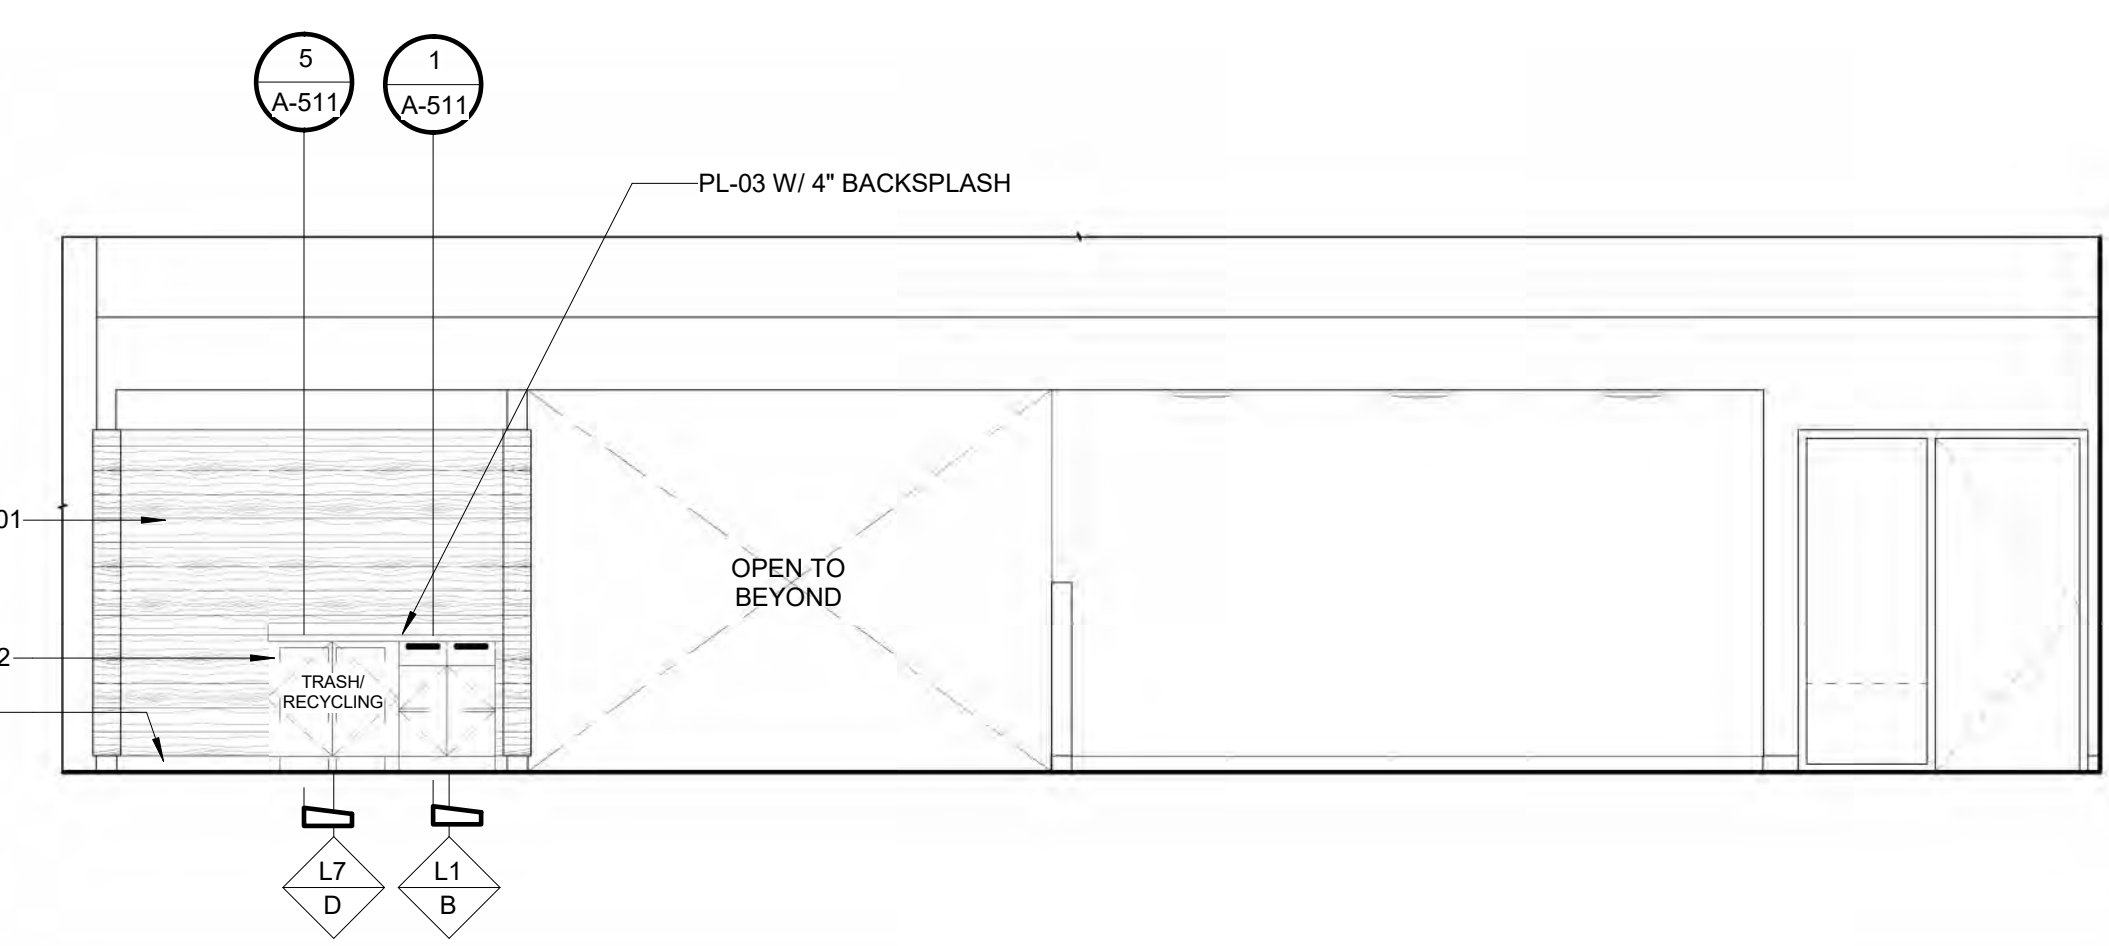 5
A-511
1
A-511
PL-03 W/ 4" BACKSPLASH
01
OPEN TO
BEYOND
2
TRASH/
RECYCLING
L7
D
L1
B